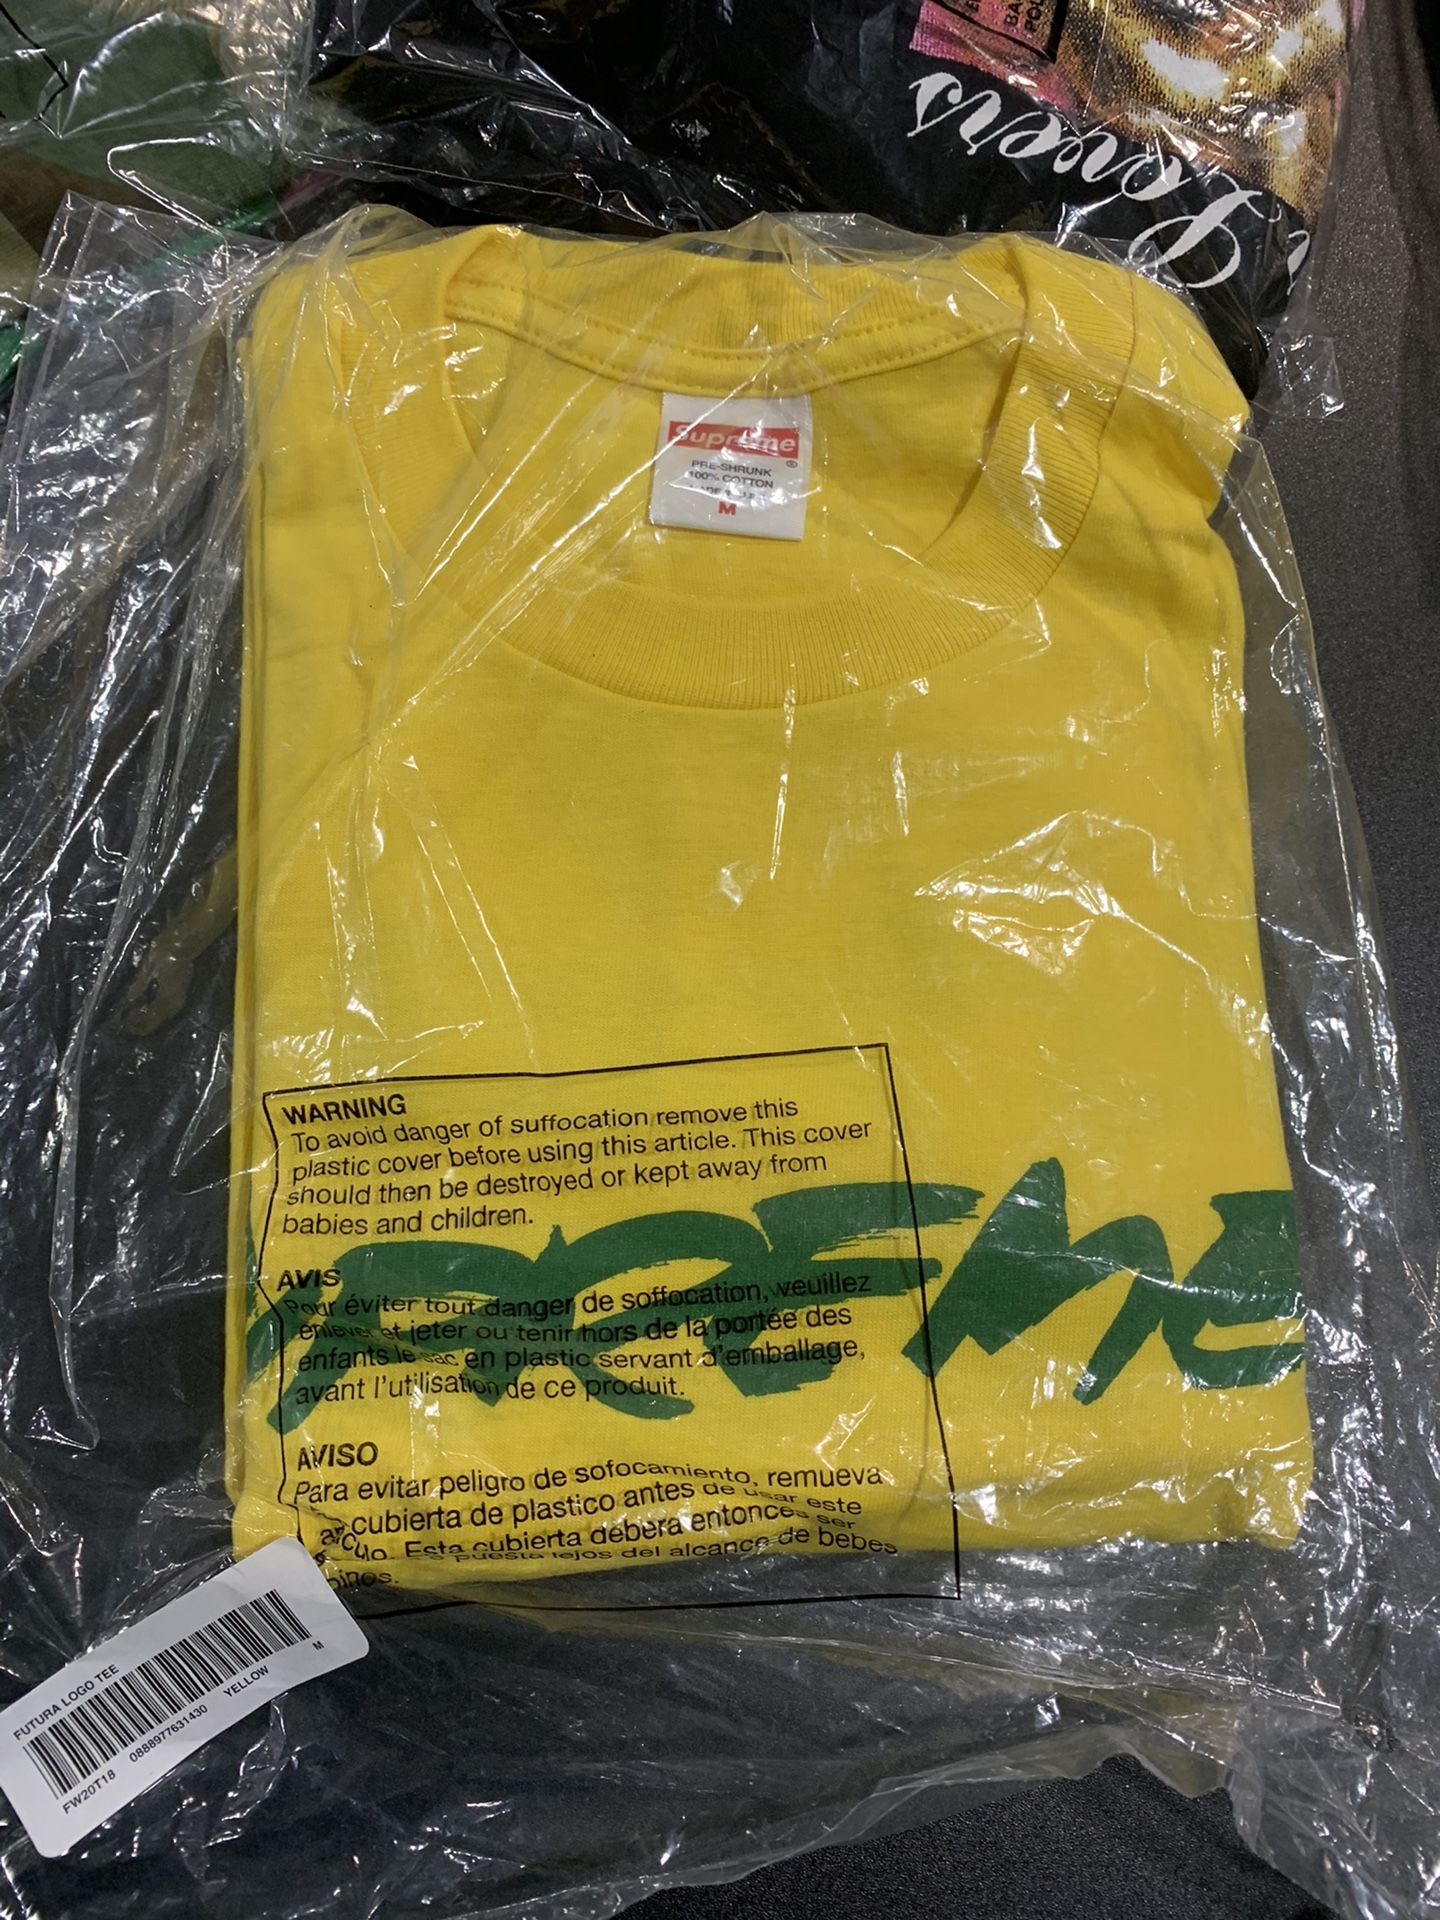 Lovers
Supreme
®
PRE-SHRUNK
100% COTTON
M
WARNING
To avoid danger of suffocation remove this
plastic cover before using this article. This cover
should then be destroyed or kept away from
babies and children.
AVIS
Pour éviter tout danger de soffocation, veuillez
enlever et jeter ou tenir hors de la portée des
enfants le sac en plastic servant d'emballage,
avant l'utilisation de ce produit.
AVISO
Para evitar peligro de sofocamiento, remueva
cubierta de plastico antes de usar este
Esta cubierta debera entonces ser
puesta lejos del alcance de bebes
FUTURA LOGO TEE
M
FW20T18 0888977631430 YELLOW